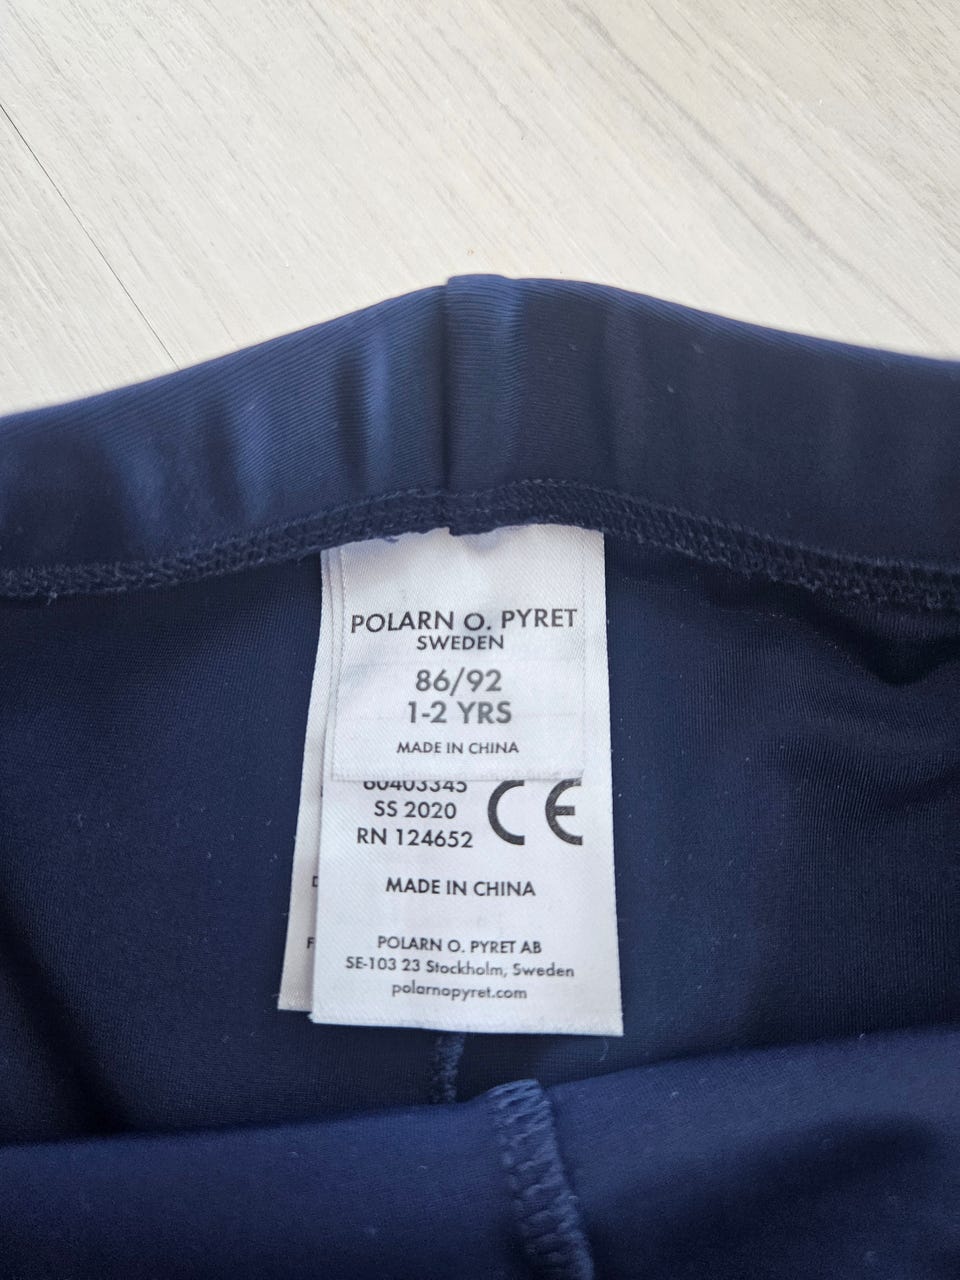 POLARN O. PYRET
SWEDEN
86/92
1-2 YRS
MADE IN CHINA
60403345
SS 2020
RN 124652
CE
MADE IN CHINA
POLARN O. PYRET AB
SE-103 23 Stockholm, Sweden
polarnopyret.com